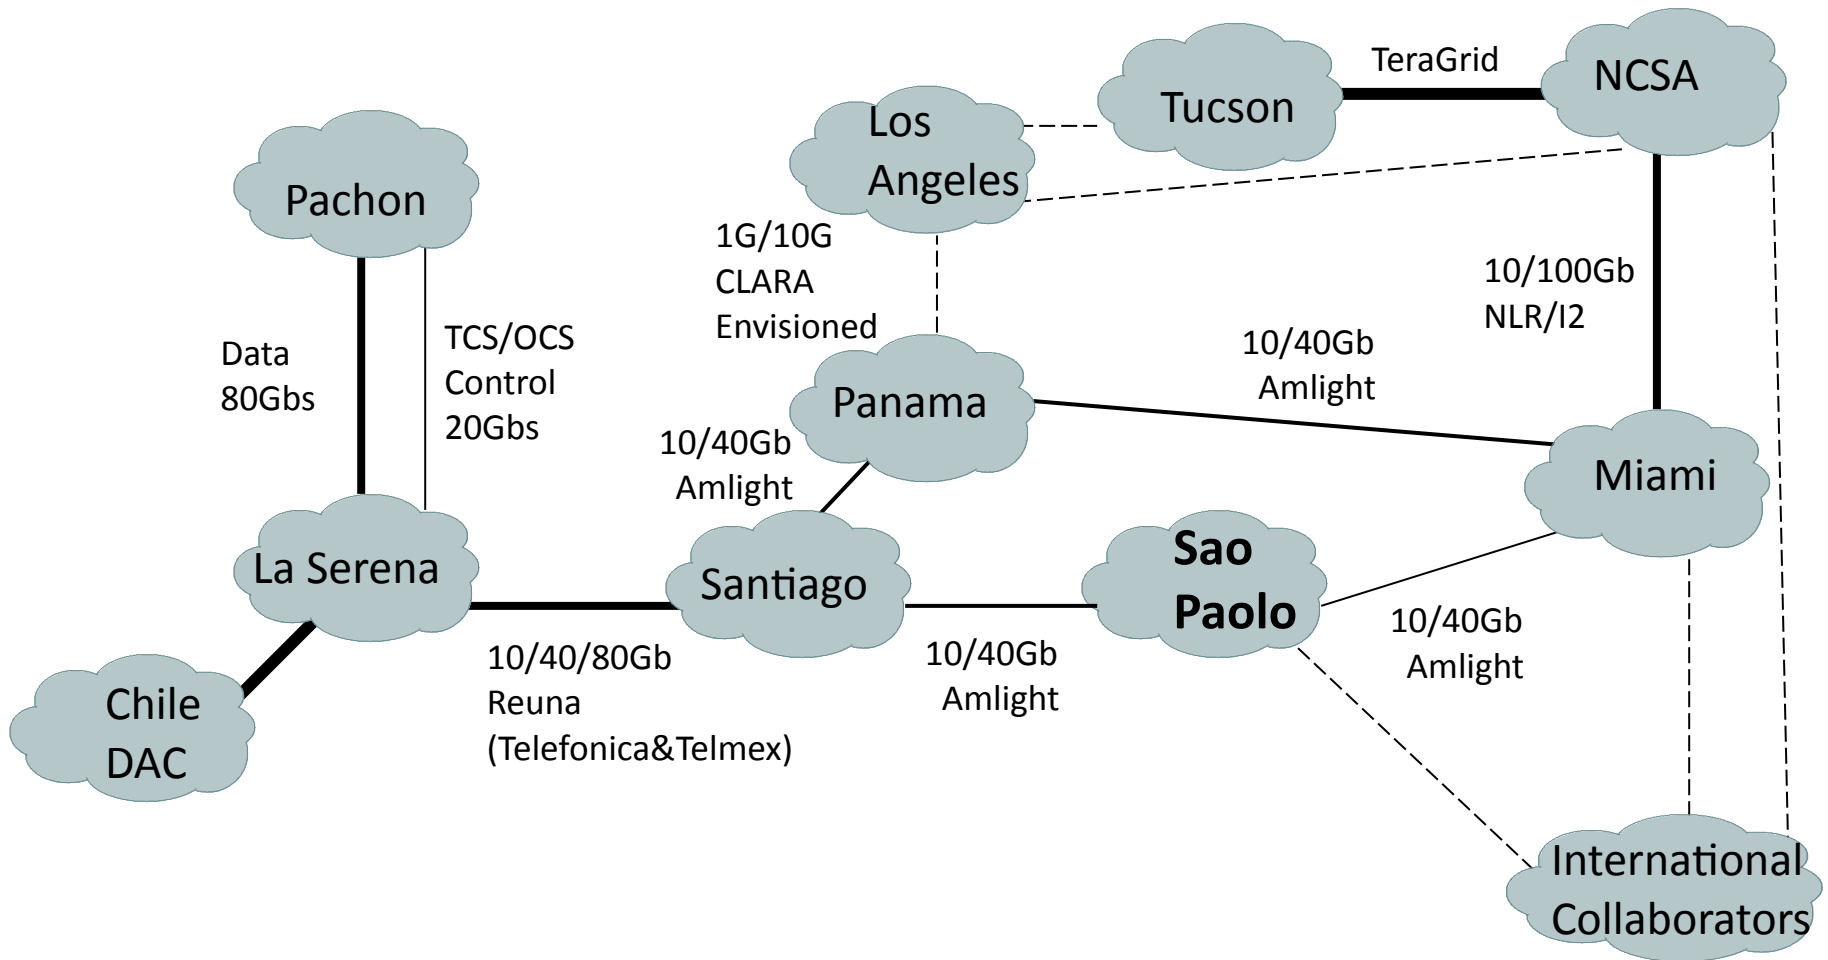 TeraGrid
NCSA
Tucson
Los
Angeles
Pachon
1G/10G
CLARA
Envisioned
10/100Gb
NLR/I2
TCS/OCS
Control
20Gbs
Data
80Gbs
10/40Gb
Amlight
Panama
10/40Gb
Amlight
Miami
La Serena
Santiago
Sao
Paolo
10/40/80Gb
Reuna
(Telefonica&Telmex)
10/40Gb
Amlight
10/40Gb
Amlight
Chile
DAC
International
Collaborators